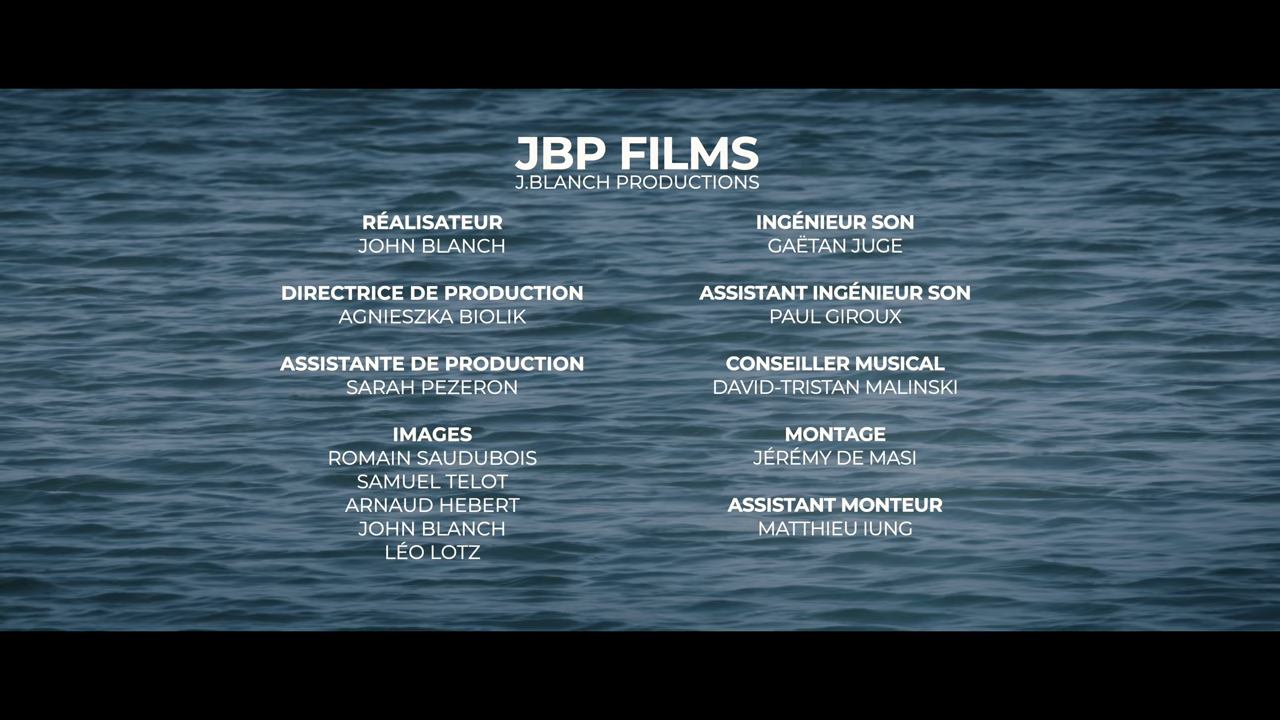 JBP FILMS
J.BLANCH PRODUCTIONS
RÉALISATEUR
JOHN BLANCH
DIRECTRICE DE PRODUCTION
AGNIESZKA BIOLIK
ASSISTANTE DE PRODUCTION
SARAH PEZERON
IMAGES
ROMAIN SAUDUBOIS
SAMUEL TELOT
ARNAUD HEBERT
JOHN BLANCH
LÉO LOTZ
INGÉNIEUR SON
GAËTAN JUGE
ASSISTANT INGÉNIEUR SON
PAUL GIROUX
CONSEILLER MUSICAL
DAVID-TRISTAN MALINSKI
MONTAGE
JÉRÉMY DE MASI
ASSISTANT MONTEUR
MATTHIEU IUNG